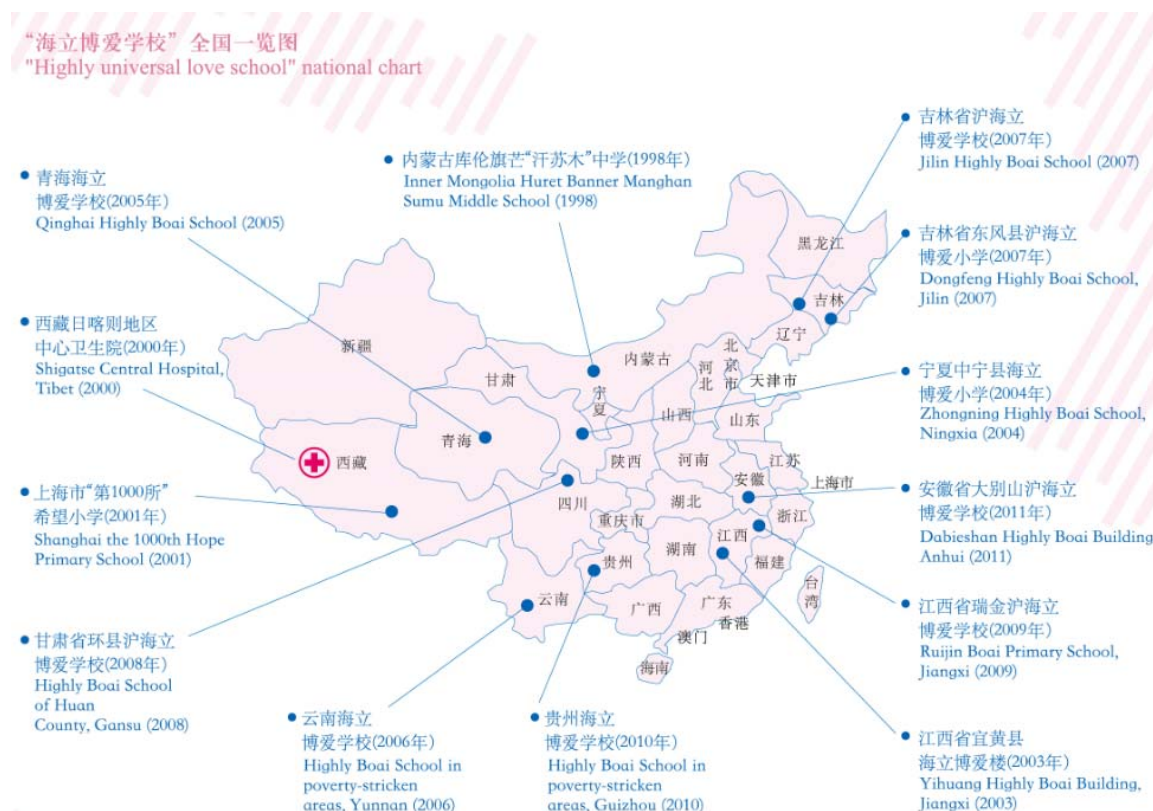 “海立博爱学校”全国一览图
"Highly universal love school" national chart
青海海立
博爱学校(2005年)
Qinghai Highly Boai School (2005)
西藏日喀则地区
中心卫生院(2000年)
Shigatse Central Hospital,
Tibet (2000)
上海市“第1000所”
希望小学(2001年)
Shanghai the 1000th Hope
Primary School (2001)
甘肃省环县沪海立
博爱学校(2008年)
Highly Boai School
of Huan
County, Gansu (2008)
内蒙古库伦旗芒“汗苏木”中学(1998年)
Inner Mongolia Huret Banner Manghan
Sumu Middle School (1998)
云南海立
博爱学校(2006年)
Highly Boai School in
poverty-stricken
areas, Yunnan (2006)
贵州海立
博爱学校(2010年)
Highly Boai School in
poverty-stricken
areas, Guizhou (2010)
吉林省沪海立
博爱学校(2007年)
Jilin Highly Boai School (2007)
吉林省东风县沪海立
博爱小学(2007年)
Dongfeng Highly Boai School,
Jilin (2007)
宁夏中宁县海立
博爱小学(2004年)
Zhongning Highly Boai School,
Ningxia (2004)
安徽省大别山沪海立
博爱学校(2011年)
Dabieshan Highly Boai Building
Anhui (2011)
江西省瑞金沪海立
博爱学校(2009年)
Ruijin Boai Primary School,
Jiangxi (2009)
江西省宜黄县
海立博爱楼(2003年)
Yihuang Highly Boai Building,
Jiangxi (2003)
黑龙江
吉林
辽宁
新疆
甘肃
内蒙古
北京市
河北
天津市
宁夏
山西
山东
青海
西藏
陕西
河南
江苏
安徽
上海市
四川
湖北
重庆市
浙江
江西
湖南
贵州
福建
云南
广西
广东
香港
澳门
台湾
海南